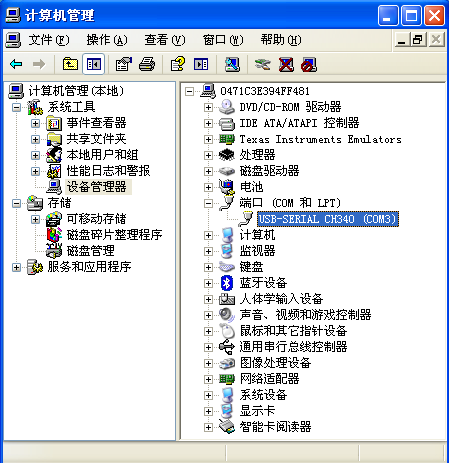 计算机管理
文件(F) 操作(A) 查看(V) 窗口(W) 帮助(H)
计算机管理(本地)
系统工具
事件查看器
共享文件夹
本地用户和组
性能日志和警报
设备管理器
存储
可移动存储
磁盘碎片整理程序
磁盘管理
服务和应用程序
0471C3E394FF481
DVD/CD-ROM 驱动器
IDE ATA/ATAPI 控制器
Texas Instruments Emulators
处理器
磁盘驱动器
电池
端口 (COM 和 LPT)
USB-SERIAL CH340 (COM3)
计算机
监视器
键盘
蓝牙设备
人体学输入设备
声音、视频和游戏控制器
鼠标和其它指针设备
通用串行总线控制器
图像处理设备
网络适配器
系统设备
显示卡
智能卡阅读器